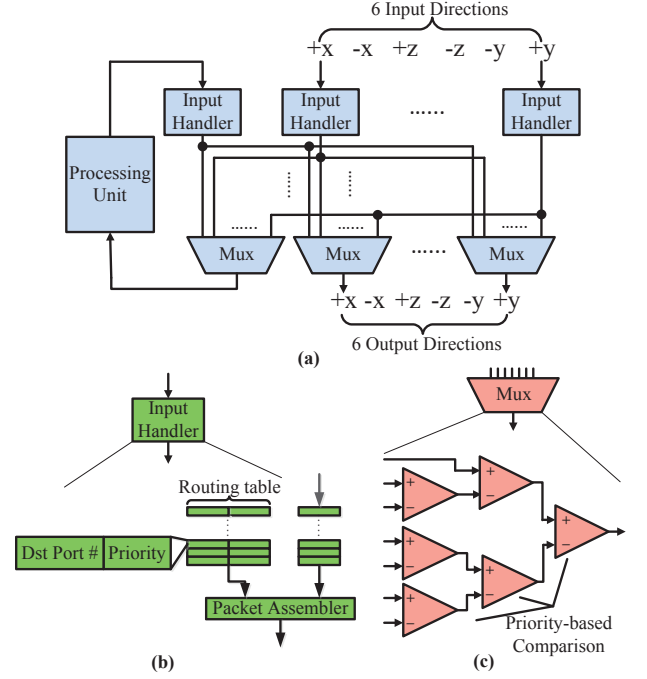 6 Input Directions
+x -x +z -z -y +y
Input Handler
Input Handler
......
Input Handler
Processing Unit
......
......
......
......
......
Mux
Mux
......
Mux
+x -x +z -z -y +y
6 Output Directions
(a)
Input Handler
Routing table
Dst Port # Priority
Packet Assembler
(b)
Mux
+
−
+
−
+
−
+
−
+
−
+
−
Priority-based
Comparison
(c)